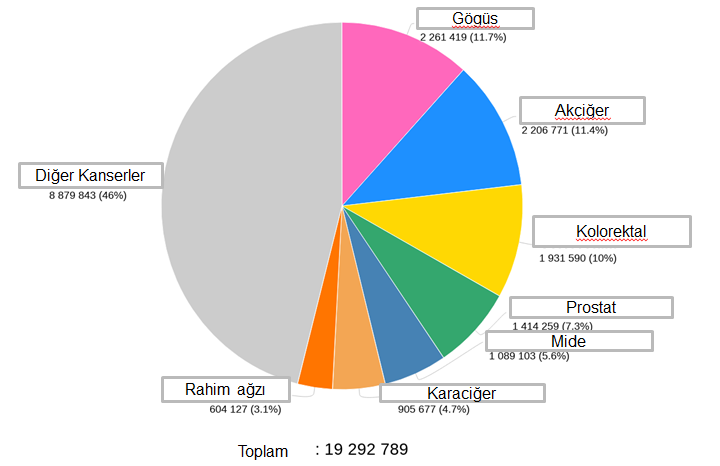 Gögüs
2 261 419 (11.7%)
Akciğer
2 206 771 (11.4%)
Diğer Kanserler
8 879 843 (46%)
Kolorektal
1 931 590 (10%)
Prostat
1 414 259 (7.3%)
Mide
1 089 103 (5.6%)
Rahim ağzı
604 127 (3.1%)
Karaciğer
905 677 (4.7%)
Toplam : 19 292 789